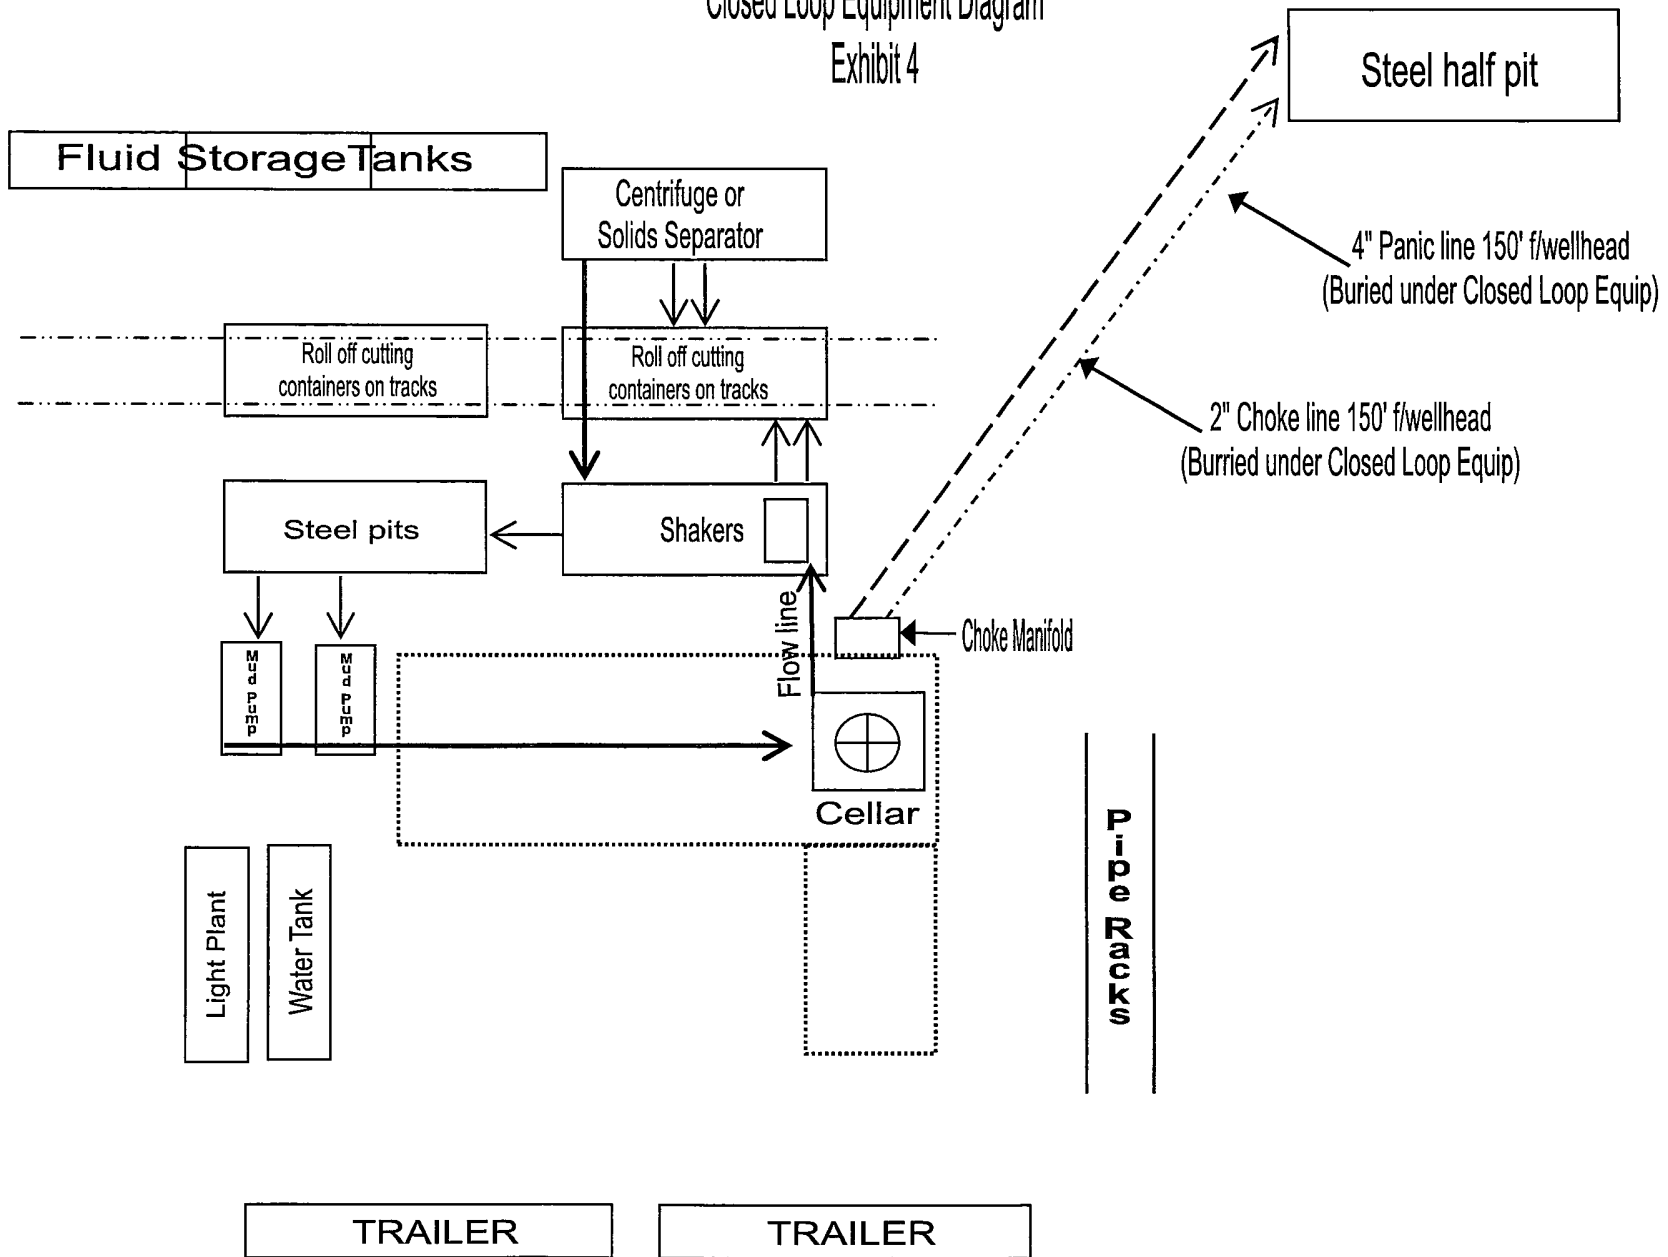 Closed Loop Equipment Diagram
Exhibit 4
Steel half pit
Fluid StorageTanks
Centrifuge or
Solids Separator
4" Panic line 150' f/wellhead
(Buried under Closed Loop Equip)
Roll off cutting
containers on tracks
Roll off cutting
containers on tracks
2" Choke line 150' f/wellhead
(Burried under Closed Loop Equip)
Steel pits
Shakers
Flow line
Choke Manifold
Mud Pump
Mud Pump
Cellar
Pipe Racks
Light Plant
Water Tank
TRAILER
TRAILER